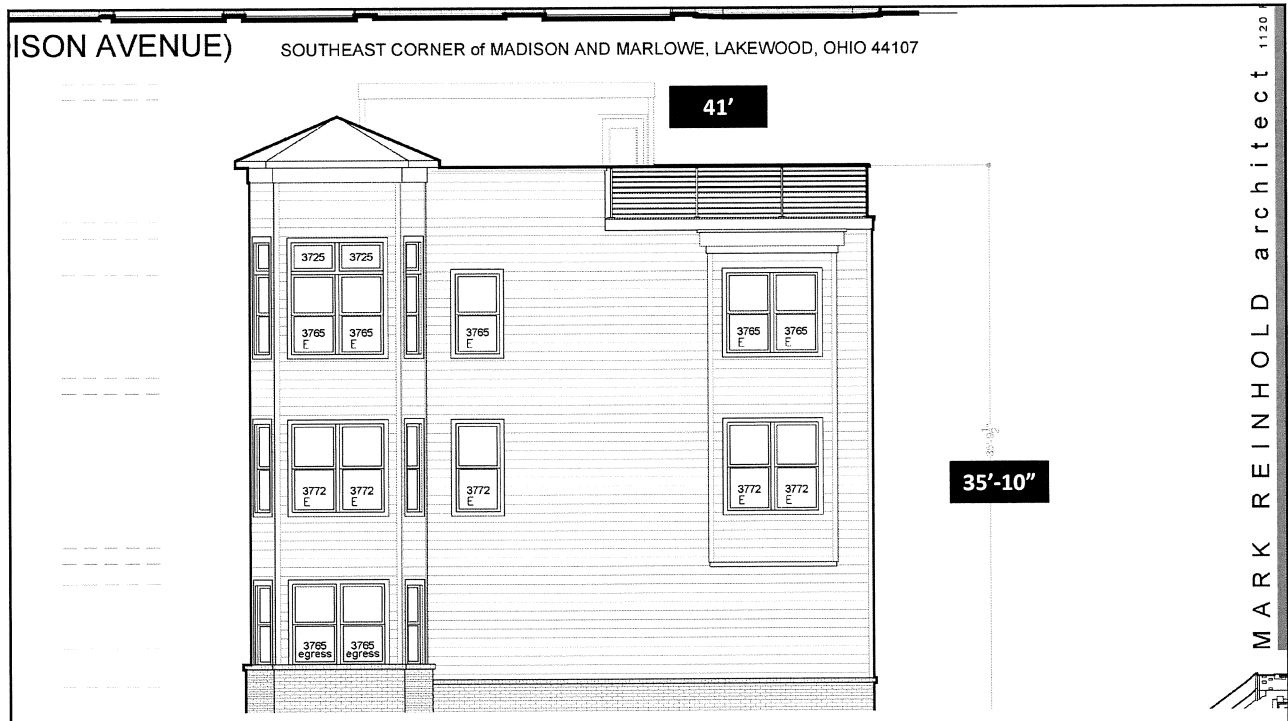 ISON AVENUE)
SOUTHEAST CORNER of MADISON AND MARLOWE, LAKEWOOD, OHIO 44107
41’
3725 3725
3765 E
3765 E
3765 E
3765 E
3765 E
3772 E
3772 E
3772 E
3772 E
3772 E
35’-10”
3765 egress
3765 egress
MARK REINHOLD architect
1120